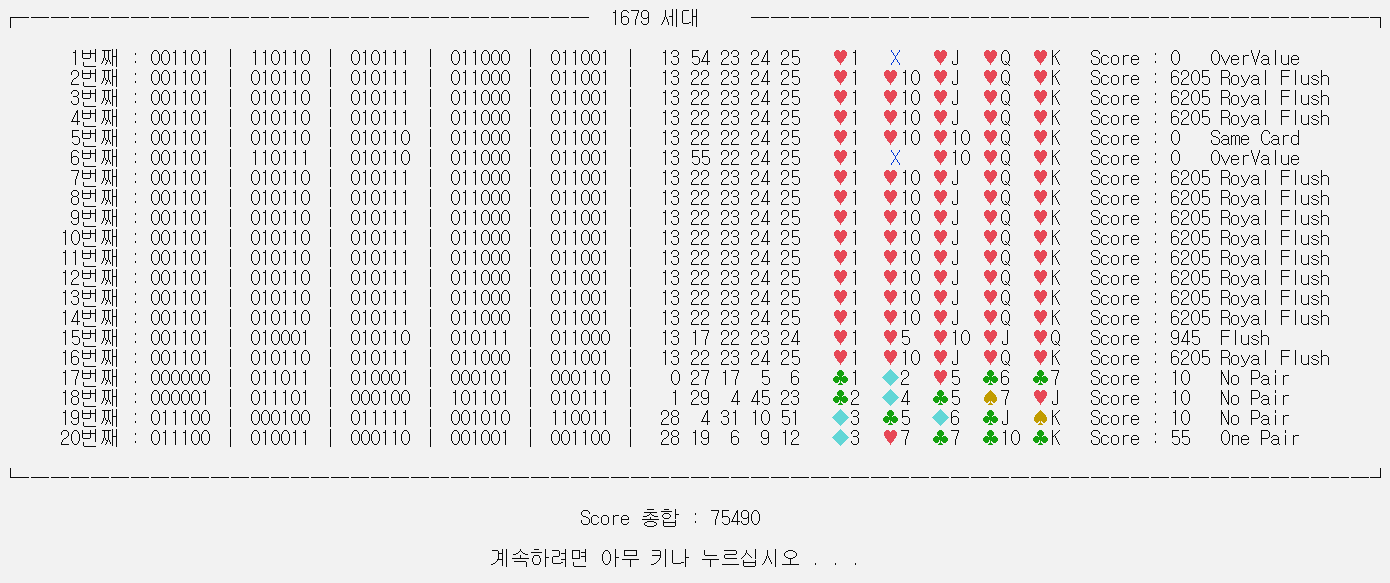 1679 세대
1번째 : 001101 | 110110 | 010111 | 011000 | 011001 | 13 54 23 24 25 ♥1 X ♥J ♥Q ♥K Score : 0 OverValue
2번째 : 001101 | 010110 | 010111 | 011000 | 011001 | 13 22 23 24 25 ♥1 ♥10 ♥J ♥Q ♥K Score : 6205 Royal Flush
3번째 : 001101 | 010110 | 010111 | 011000 | 011001 | 13 22 23 24 25 ♥1 ♥10 ♥J ♥Q ♥K Score : 6205 Royal Flush
4번째 : 001101 | 010110 | 010111 | 011000 | 011001 | 13 22 23 24 25 ♥1 ♥10 ♥J ♥Q ♥K Score : 6205 Royal Flush
5번째 : 001101 | 010110 | 010110 | 011000 | 011001 | 13 22 22 24 25 ♥1 ♥10 ♥10 ♥Q ♥K Score : 0 Same Card
6번째 : 001101 | 110111 | 010110 | 011000 | 011001 | 13 55 22 24 25 ♥1 X ♥10 ♥Q ♥K Score : 0 OverValue
7번째 : 001101 | 010110 | 010111 | 011000 | 011001 | 13 22 23 24 25 ♥1 ♥10 ♥J ♥Q ♥K Score : 6205 Royal Flush
8번째 : 001101 | 010110 | 010111 | 011000 | 011001 | 13 22 23 24 25 ♥1 ♥10 ♥J ♥Q ♥K Score : 6205 Royal Flush
9번째 : 001101 | 010110 | 010111 | 011000 | 011001 | 13 22 23 24 25 ♥1 ♥10 ♥J ♥Q ♥K Score : 6205 Royal Flush
10번째 : 001101 | 010110 | 010111 | 011000 | 011001 | 13 22 23 24 25 ♥1 ♥10 ♥J ♥Q ♥K Score : 6205 Royal Flush
11번째 : 001101 | 010110 | 010111 | 011000 | 011001 | 13 22 23 24 25 ♥1 ♥10 ♥J ♥Q ♥K Score : 6205 Royal Flush
12번째 : 001101 | 010110 | 010111 | 011000 | 011001 | 13 22 23 24 25 ♥1 ♥10 ♥J ♥Q ♥K Score : 6205 Royal Flush
13번째 : 001101 | 010110 | 010111 | 011000 | 011001 | 13 22 23 24 25 ♥1 ♥10 ♥J ♥Q ♥K Score : 6205 Royal Flush
14번째 : 001101 | 010110 | 010111 | 011000 | 011001 | 13 22 23 24 25 ♥1 ♥10 ♥J ♥Q ♥K Score : 6205 Royal Flush
15번째 : 001101 | 010001 | 010110 | 010111 | 011000 | 13 17 22 23 24 ♥1 ♥5 ♥10 ♥J ♥Q Score : 945 Flush
16번째 : 001101 | 010110 | 010111 | 011000 | 011001 | 13 22 23 24 25 ♥1 ♥10 ♥J ♥Q ♥K Score : 6205 Royal Flush
17번째 : 000000 | 011011 | 010001 | 000101 | 000110 | 0 27 17 5 6 ♣1 ◆2 ♥5 ♣6 ♣7 Score : 10 No Pair
18번째 : 000001 | 011101 | 000100 | 101101 | 010111 | 1 29 4 45 23 ♣2 ◆4 ♣5 ♠7 ♥J Score : 10 No Pair
19번째 : 011100 | 000100 | 011111 | 001010 | 110011 | 28 4 31 10 51 ◆3 ♣5 ◆6 ♣J ♠K Score : 10 No Pair
20번째 : 011100 | 010011 | 000110 | 001001 | 001100 | 28 19 6 9 12 ◆3 ♥7 ♣7 ♣10 ♣K Score : 55 One Pair
Score 총합 : 75490
계속하려면 아무 키나 누르십시오 . . .